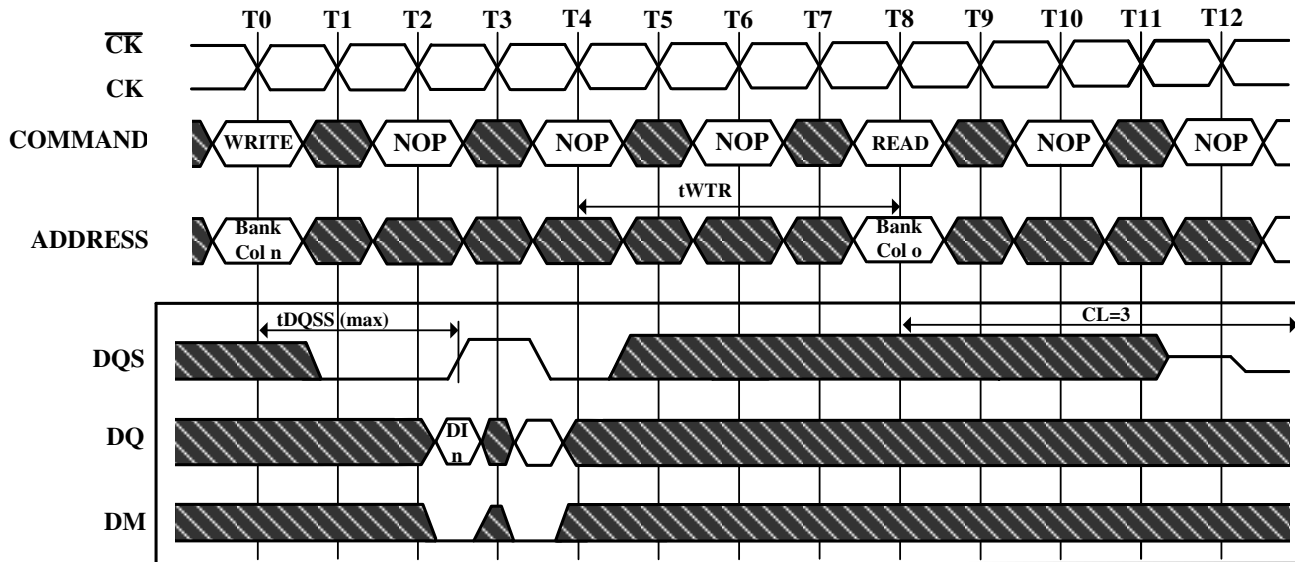 T0 T1 T2 T3 T4 T5 T6 T7 T8 T9 T10 T11 T12
CK
CK
COMMAND WRITE NOP NOP NOP READ NOP NOP
tWTR
ADDRESS Bank Col n Bank Col o
tDQSS (max) CL=3
DQS
DQ DI n
DM